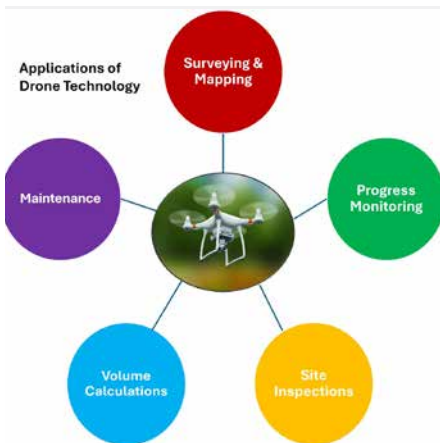 Applications of
Drone Technology
Surveying &
Mapping
Progress
Monitoring
Site
Inspections
Volume
Calculations
Maintenance